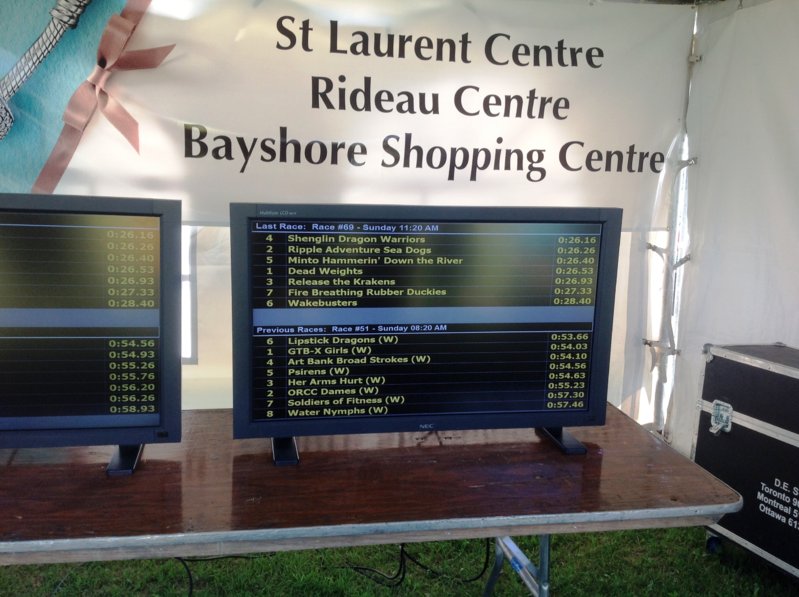 St Laurent Centre
Rideau Centre
Bayshore Shopping Centre
0:26.16
0:26.26
0:26.40
0:26.53
0:26.93
0:27.33
0:28.40
0:54.56
0:54.93
0:55.26
0:55.76
0:56.20
0:56.26
0:58.93
Last Race: Race #69 - Sunday 11:20 AM
4 Shenglin Dragon Warriors 0:26.16
2 Ripple Adventure Sea Dogs 0:26.26
5 Minto Hammerin' Down the River 0:26.40
1 Dead Weights 0:26.53
3 Release the Krakens 0:26.93
7 Fire Breathing Rubber Duckies 0:27.33
6 Wakebusters 0:28.40
Previous Races: Race #51 - Sunday 08:20 AM
6 Lipstick Dragons (W) 0:53.66
1 GTB-X Girls (W) 0:54.03
4 Art Bank Broad Strokes (W) 0:54.10
5 Psirens (W) 0:54.56
3 Her Arms Hurt (W) 0:54.63
2 ORCC Dames (W) 0:55.23
7 Soldiers of Fitness (W) 0:57.30
8 Water Nymphs (W) 0:57.46
NEC
D.E. S
Toronto 9
Montreal 5
Ottawa 61